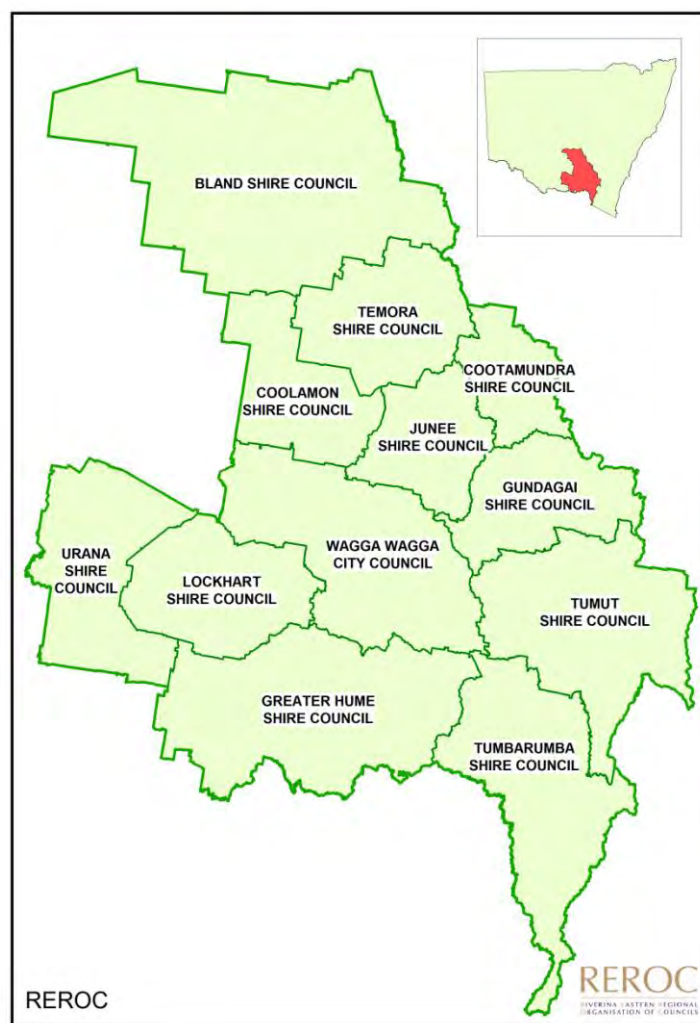 BLAND SHIRE COUNCIL
TEMORA
SHIRE COUNCIL
COOTAMUNDRA
SHIRE COUNCIL
COOLAMON
SHIRE COUNCIL
JUNEE
SHIRE COUNCIL
GUNDAGAI
SHIRE COUNCIL
URANA
SHIRE
COUNCIL
LOCKHART
SHIRE COUNCIL
WAGGA WAGGA
CITY COUNCIL
TUMUT
SHIRE COUNCIL
GREATER HUME
SHIRE COUNCIL
TUMBARUMBA
SHIRE COUNCIL
REROC
REROC
RIVERINA EASTERN REGIONAL
ORGANISATION OF COUNCILS